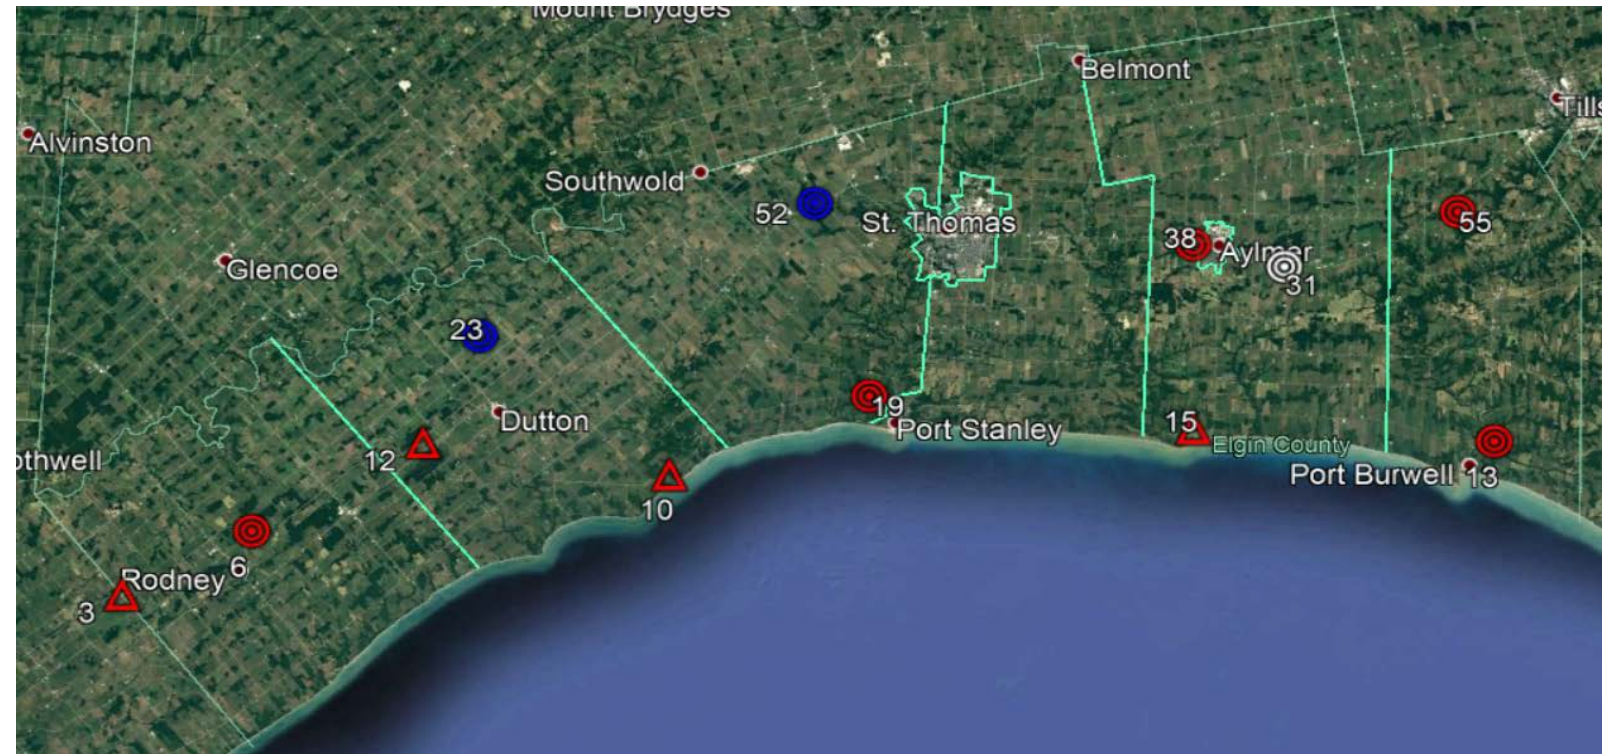 Mount Brydges
Belmont
Tills
Alvinston
Southwold
52
St. Thomas
55
38
Aylmer
Glencoe
31
23
19
Dutton
Port Stanley
15
Elgin County
12
othwell
Port Burwell
13
10
6
Rodney
3